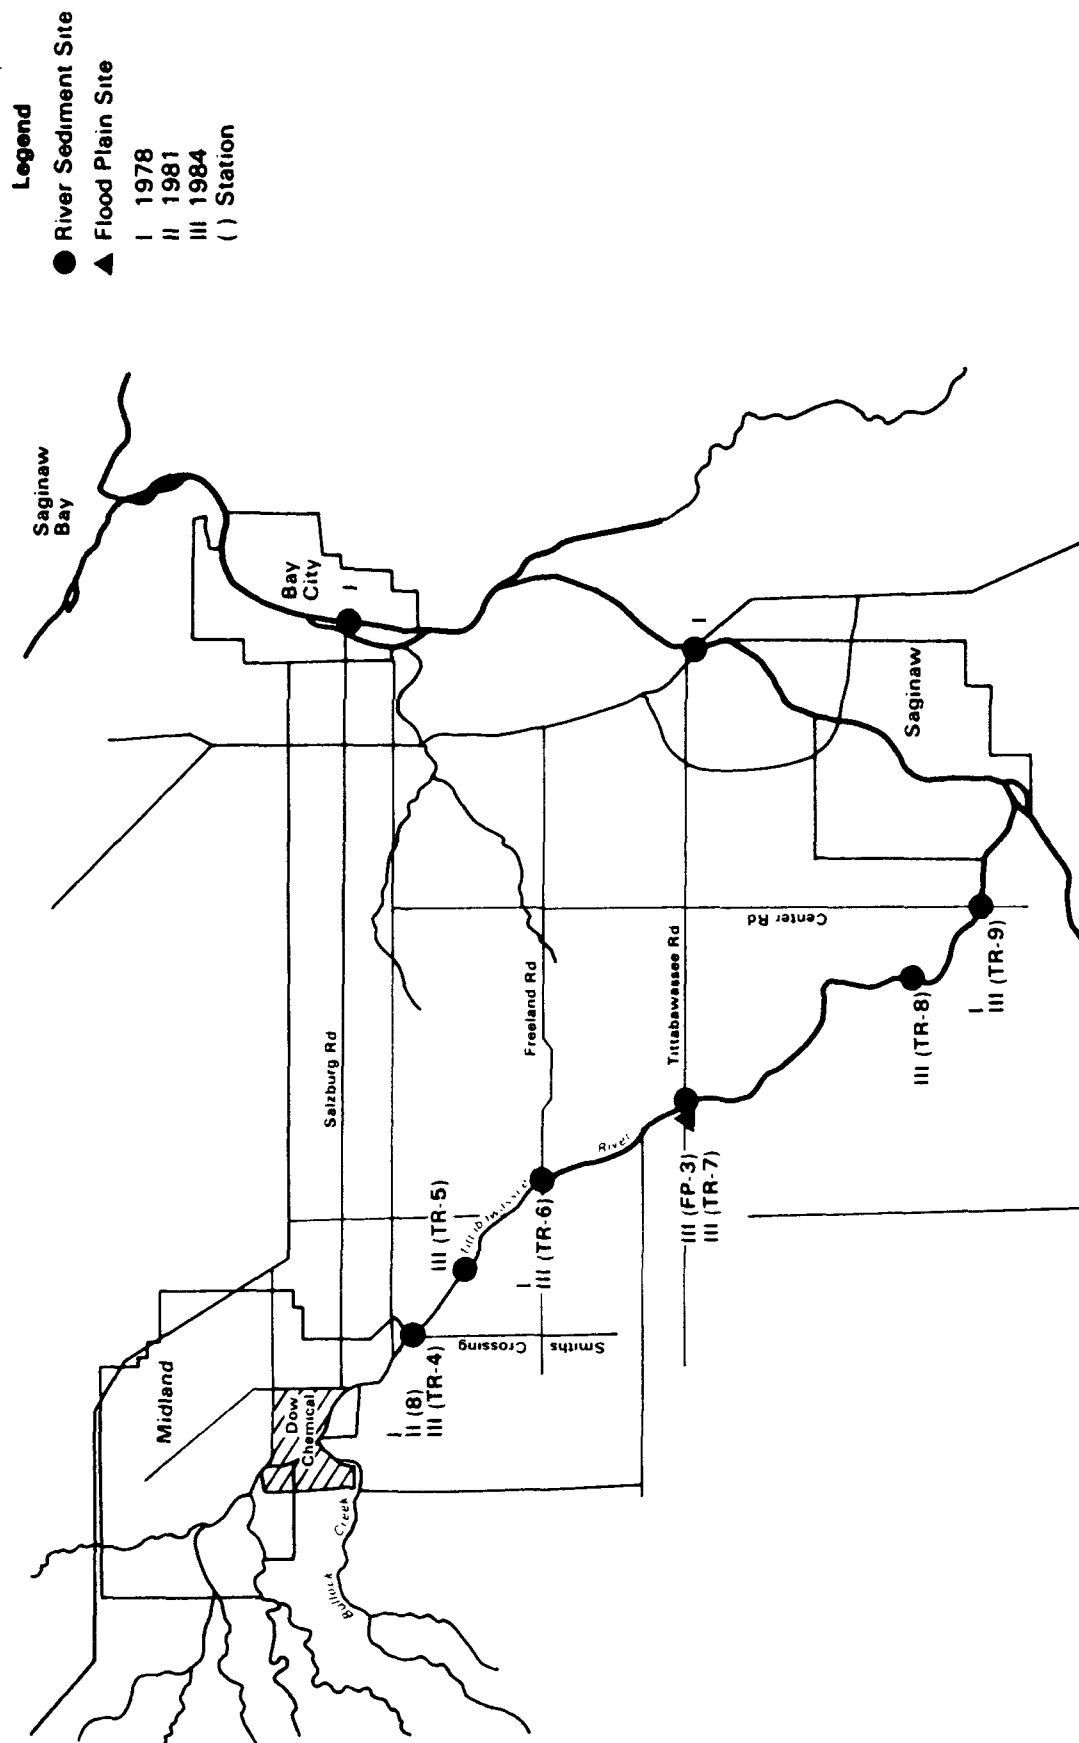 Legend
● River Sediment Site
▲ Flood Plain Site
I 1978
II 1981
III 1984
( ) Station
Saginaw
Bay
Bay
City
I
I
Saginaw
Center Rd
Salzburg Rd
Freeland Rd
Tittabawassee Rd
Tittabawassee
River
Midland
Dow
Chemical
Bullock
Creek
Smiths
Crossing
I
II (8)
III (TR-4)
III (TR-5)
I
III (TR-6)
III (FP-3)
III (TR-7)
III (TR-8)
I
III (TR-9)